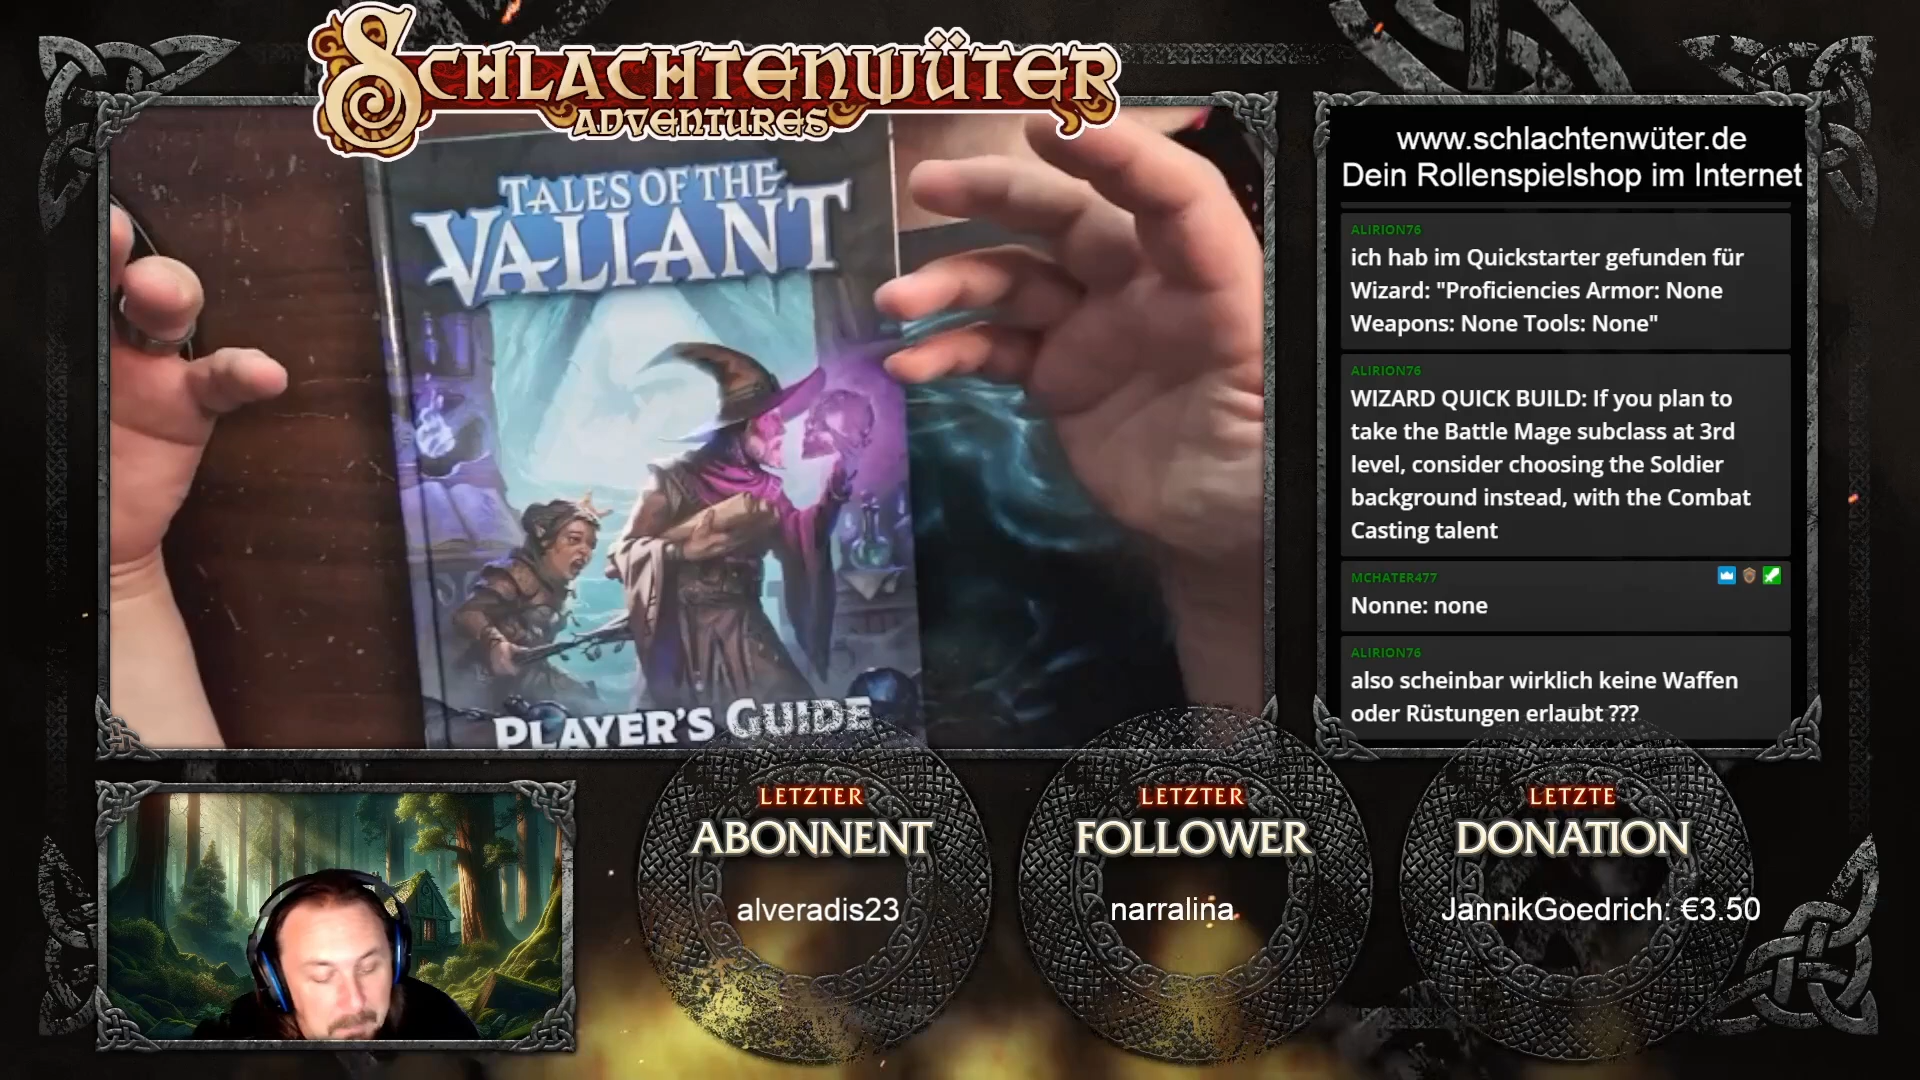 SCHLACHTENWÜTER
ADVENTURES
TALES OF THE
VALIANT
PLAYER'S GUIDE
www.schlachtenwüter.de
Dein Rollenspielshop im Internet
ALIRION76
ich hab im Quickstarter gefunden für
Wizard: "Proficiencies Armor: None
Weapons: None Tools: None"
ALIRION76
WIZARD QUICK BUILD: If you plan to
take the Battle Mage subclass at 3rd
level, consider choosing the Soldier
background instead, with the Combat
Casting talent
MCHATER477
Nonne: none
ALIRION76
also scheinbar wirklich keine Waffen
oder Rüstungen erlaubt ???
LETZTER
ABONNENT
alveradis23
LETZTER
FOLLOWER
narralina
LETZTE
DONATION
JannikGoedrich: €3.50